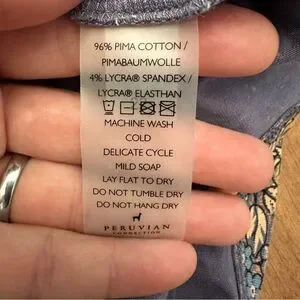 96% PIMA COTTON /
PIMABAUMWOLLE
4% LYCRA® SPANDEX /
LYCRA® ELASTHAN
MACHINE WASH
COLD
DELICATE CYCLE
MILD SOAP
LAY FLAT TO DRY
DO NOT TUMBLE DRY
DO NOT HANG DRY
PERUVIAN
CONNECTION